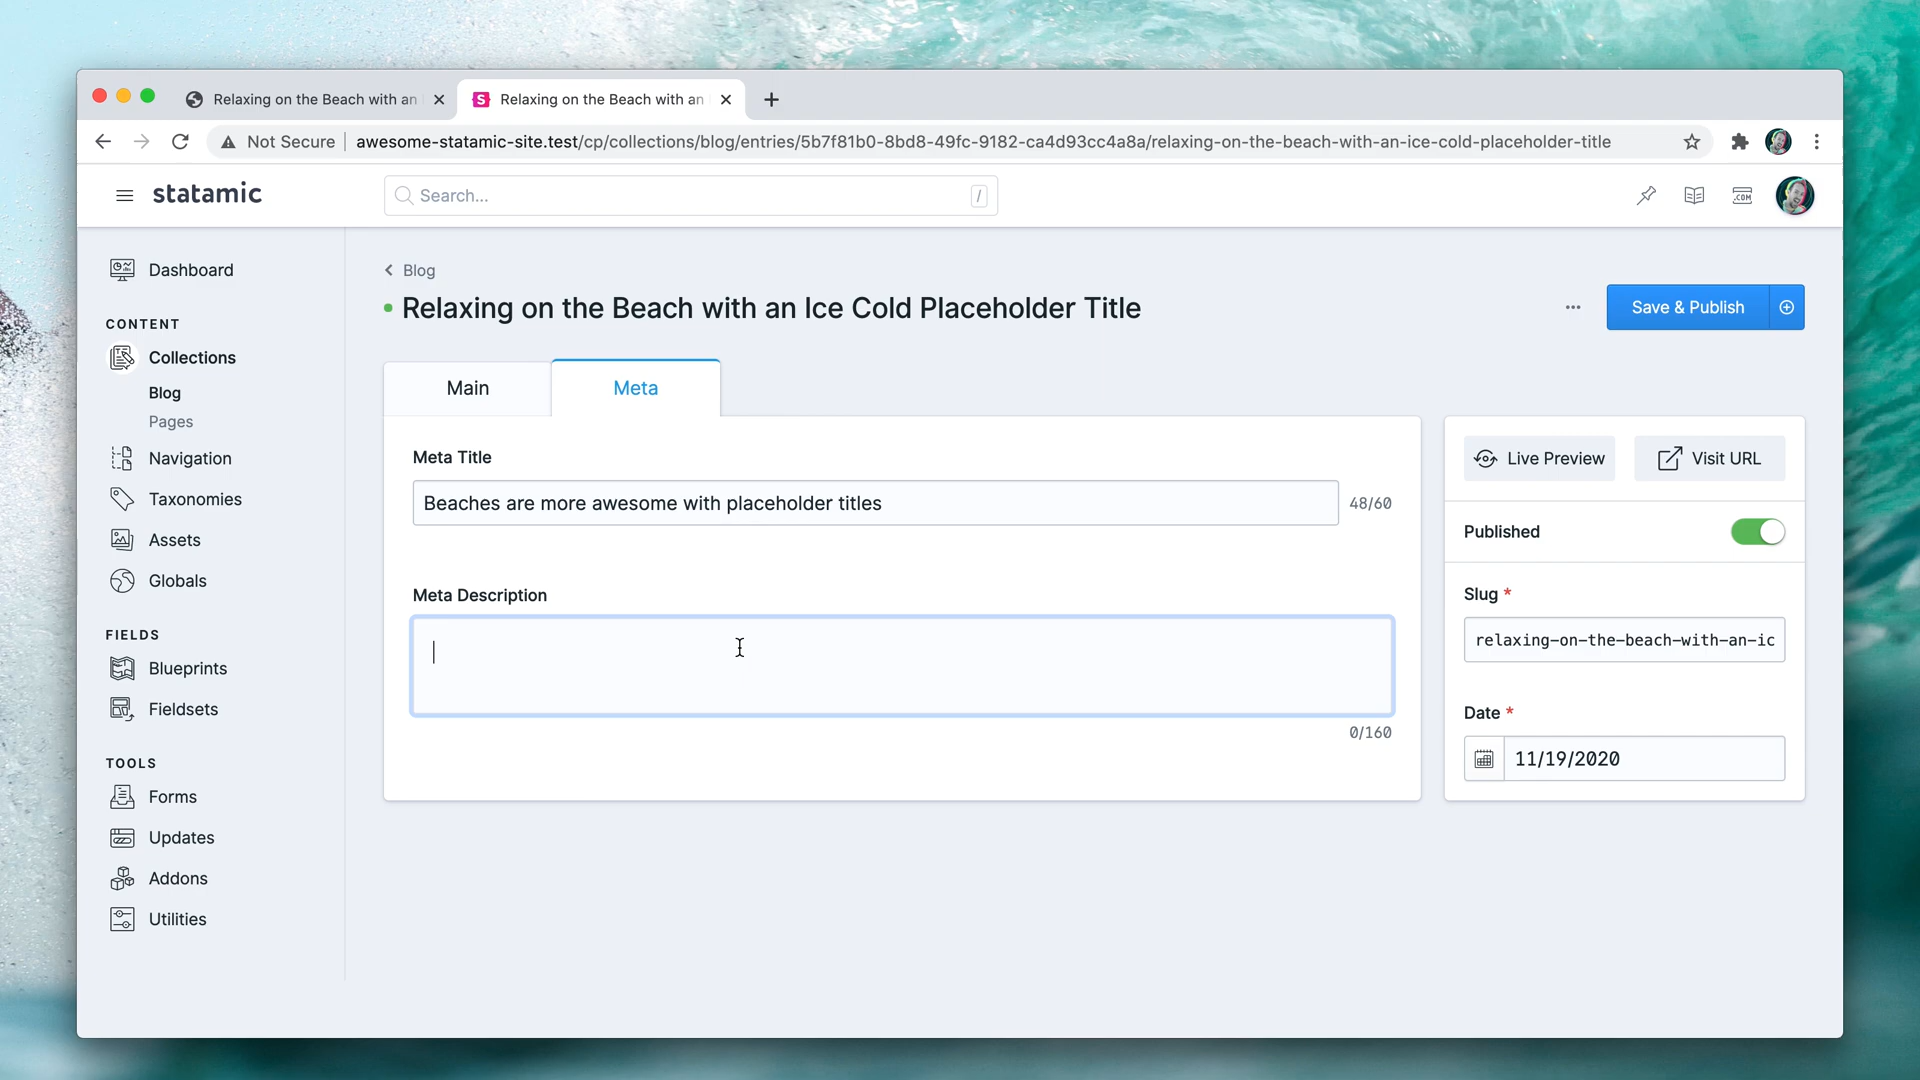 Relaxing on the Beach with an
Relaxing on the Beach with an
Not Secure
awesome-statamic-site.test/cp/collections/blog/entries/5b7f81b0-8bd8-49fc-9182-ca4d93cc4a8a/relaxing-on-the-beach-with-an-ice-cold-placeholder-title
statamic
Search...
/
.COM
Dashboard
CONTENT
Collections
Blog
Pages
Navigation
Taxonomies
Assets
Globals
FIELDS
Blueprints
Fieldsets
TOOLS
Forms
Updates
Addons
Utilities
Blog
Relaxing on the Beach with an Ice Cold Placeholder Title
Save & Publish
Main
Meta
Meta Title
Beaches are more awesome with placeholder titles
48/60
Meta Description
0/160
Live Preview
Visit URL
Published
Slug *
relaxing-on-the-beach-with-an-ic
Date *
11/19/2020